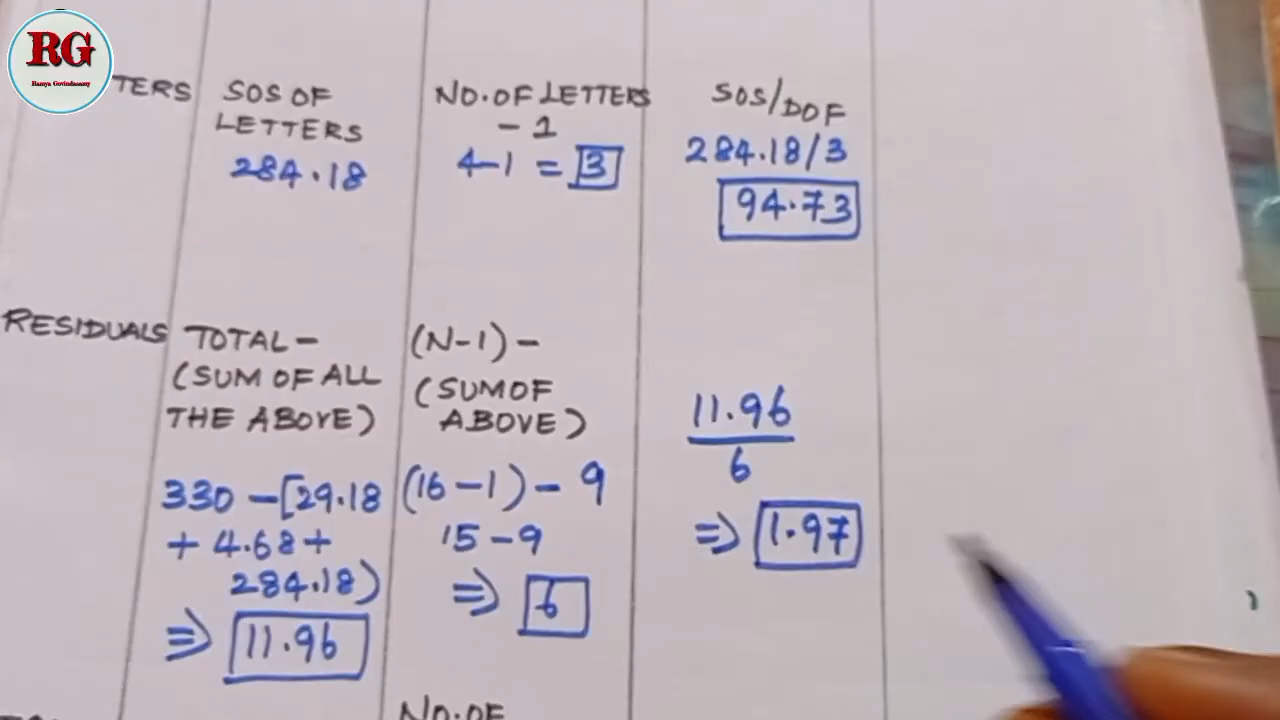 RG
Ramya Govindasamy
TERS
SOS OF
LETTERS
284.18
NO.OF LETTERS
- 1
4-1 = 3
SOS/DOF
284.18/3
94.73
RESIDUALS
TOTAL -
(SUM OF ALL
THE ABOVE)
330 - [29.18
+ 4.68 +
284.18)
⇒ 11.96
(N-1) -
(SUM OF
ABOVE)
(16-1) - 9
15 - 9
⇒ 6
11.96
6
⇒ 1.97
NO.OF